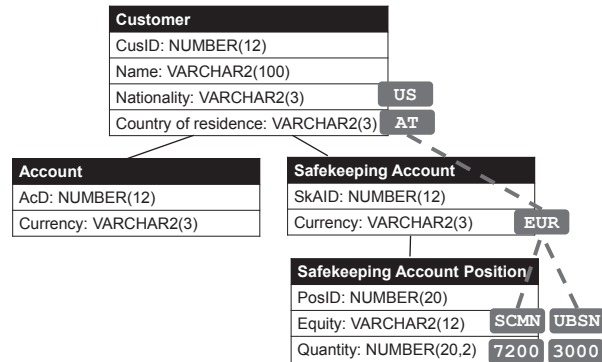 Customer
CusID: NUMBER(12)
Name: VARCHAR2(100)
Nationality: VARCHAR2(3) US
Country of residence: VARCHAR2(3) AT
Account
AcD: NUMBER(12)
Currency: VARCHAR2(3)
Safekeeping Account
SkAID: NUMBER(12)
Currency: VARCHAR2(3) EUR
Safekeeping Account Position
PosID: NUMBER(20)
Equity: VARCHAR2(12) SCMN UBSN
Quantity: NUMBER(20,2) 7200 3000